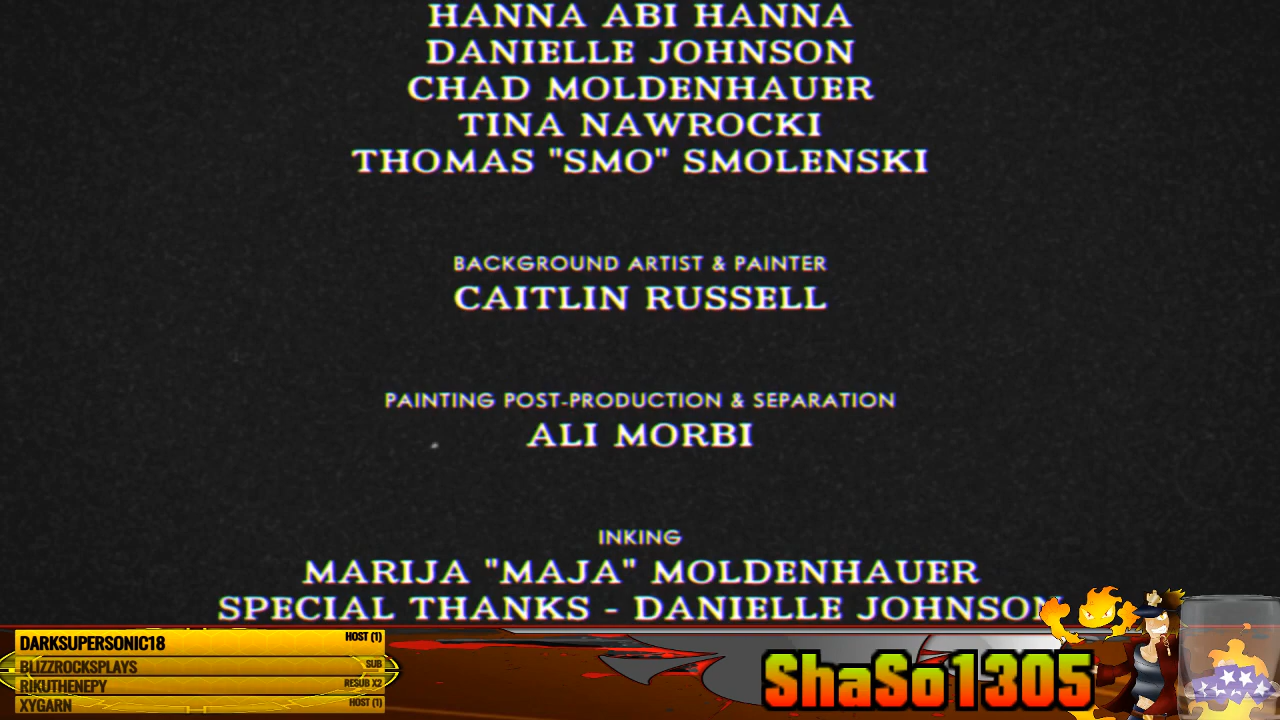 HANNA ABI HANNA
DANIELLE JOHNSON
CHAD MOLDENHAUER
TINA NAWROCKI
THOMAS "SMO" SMOLENSKI
BACKGROUND ARTIST & PAINTER
CAITLIN RUSSELL
PAINTING POST-PRODUCTION & SEPARATION
ALI MORBI
INKING
MARIJA "MAJA" MOLDENHAUER
SPECIAL THANKS - DANIELLE JOHNSON
DARKSUPERSONIC18 HOST (1)
BLIZZROCKSPLAYS SUB
RIKUTHENEPY RESUB X2
XYGARN HOST (1)
ShaSo1305